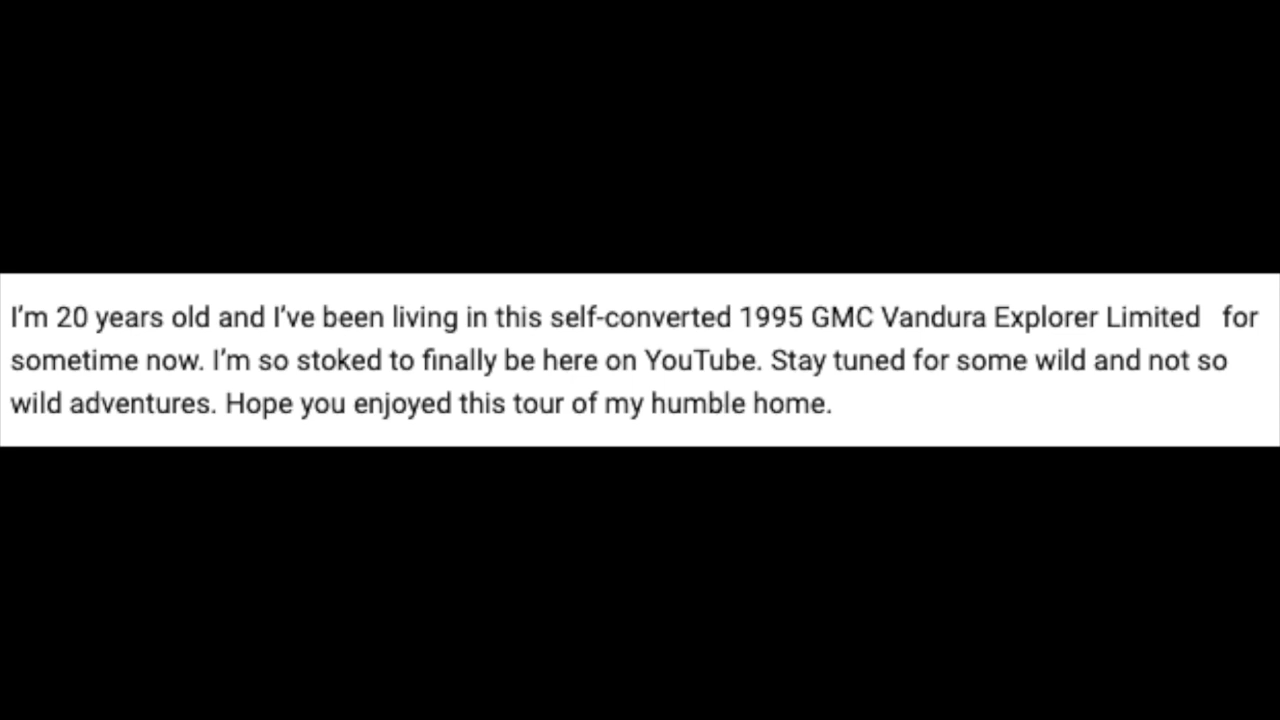 I’m 20 years old and I’ve been living in this self-converted 1995 GMC Vandura Explorer Limited   for
sometime now. I’m so stoked to finally be here on YouTube. Stay tuned for some wild and not so
wild adventures. Hope you enjoyed this tour of my humble home.